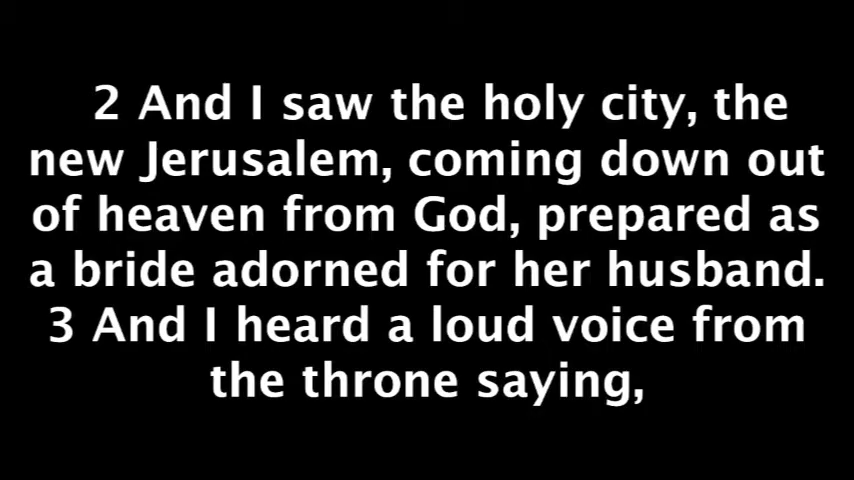 2 And I saw the holy city, the
new Jerusalem, coming down out
of heaven from God, prepared as
a bride adorned for her husband.
3 And I heard a loud voice from
the throne saying,